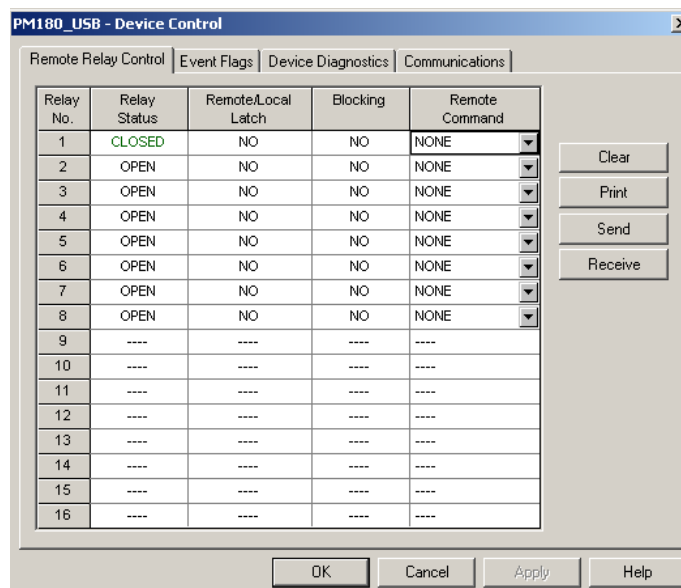 PM180_USB - Device Control
Remote Relay Control Event Flags Device Diagnostics Communications
Relay No. Relay Status Remote/Local Latch Blocking Remote Command
1 CLOSED NO NO NONE
2 OPEN NO NO NONE
3 OPEN NO NO NONE
4 OPEN NO NO NONE
5 OPEN NO NO NONE
6 OPEN NO NO NONE
7 OPEN NO NO NONE
8 OPEN NO NO NONE
9 ---- ---- ---- ----
10 ---- ---- ---- ----
11 ---- ---- ---- ----
12 ---- ---- ---- ----
13 ---- ---- ---- ----
14 ---- ---- ---- ----
15 ---- ---- ---- ----
16 ---- ---- ---- ----
Clear
Print
Send
Receive
OK Cancel Apply Help